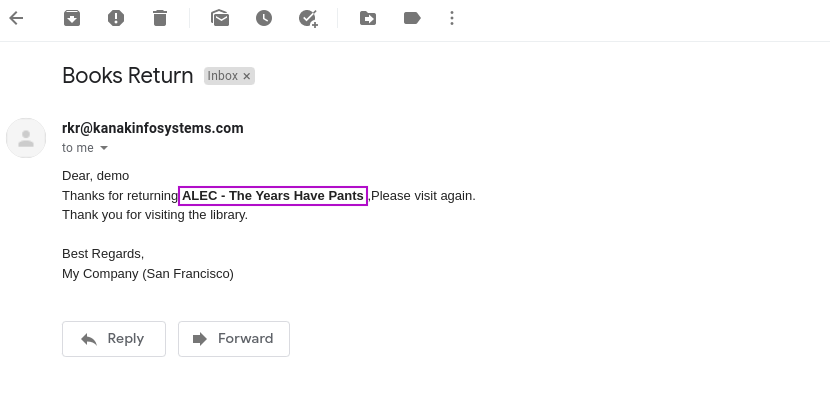 Books Return Inbox ×
rkr@kanakinfosystems.com
to me
Dear, demo
Thanks for returning ALEC - The Years Have Pants ,Please visit again.
Thank you for visiting the library.
Best Regards,
My Company (San Francisco)
Reply Forward